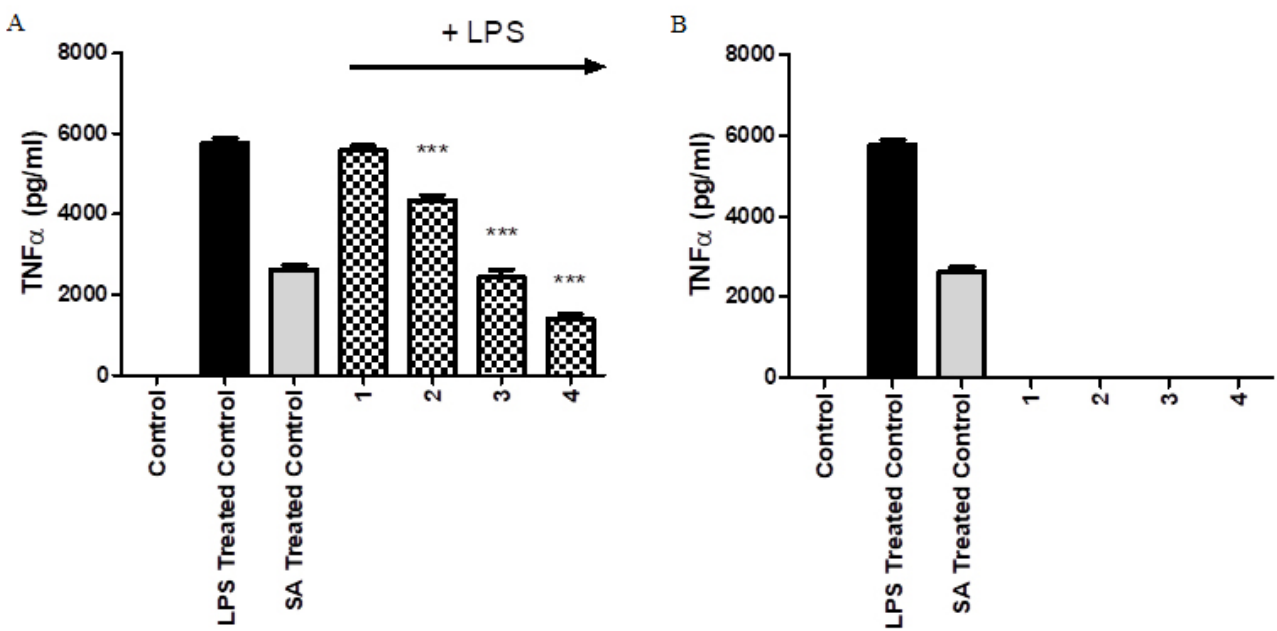 A
+ LPS
TNFα (pg/ml)
8000
6000
4000
2000
0
***
***
***
Control
LPS Treated Control
SA Treated Control
1
2
3
4
B
TNFα (pg/ml)
8000
6000
4000
2000
0
Control
LPS Treated Control
SA Treated Control
1
2
3
4